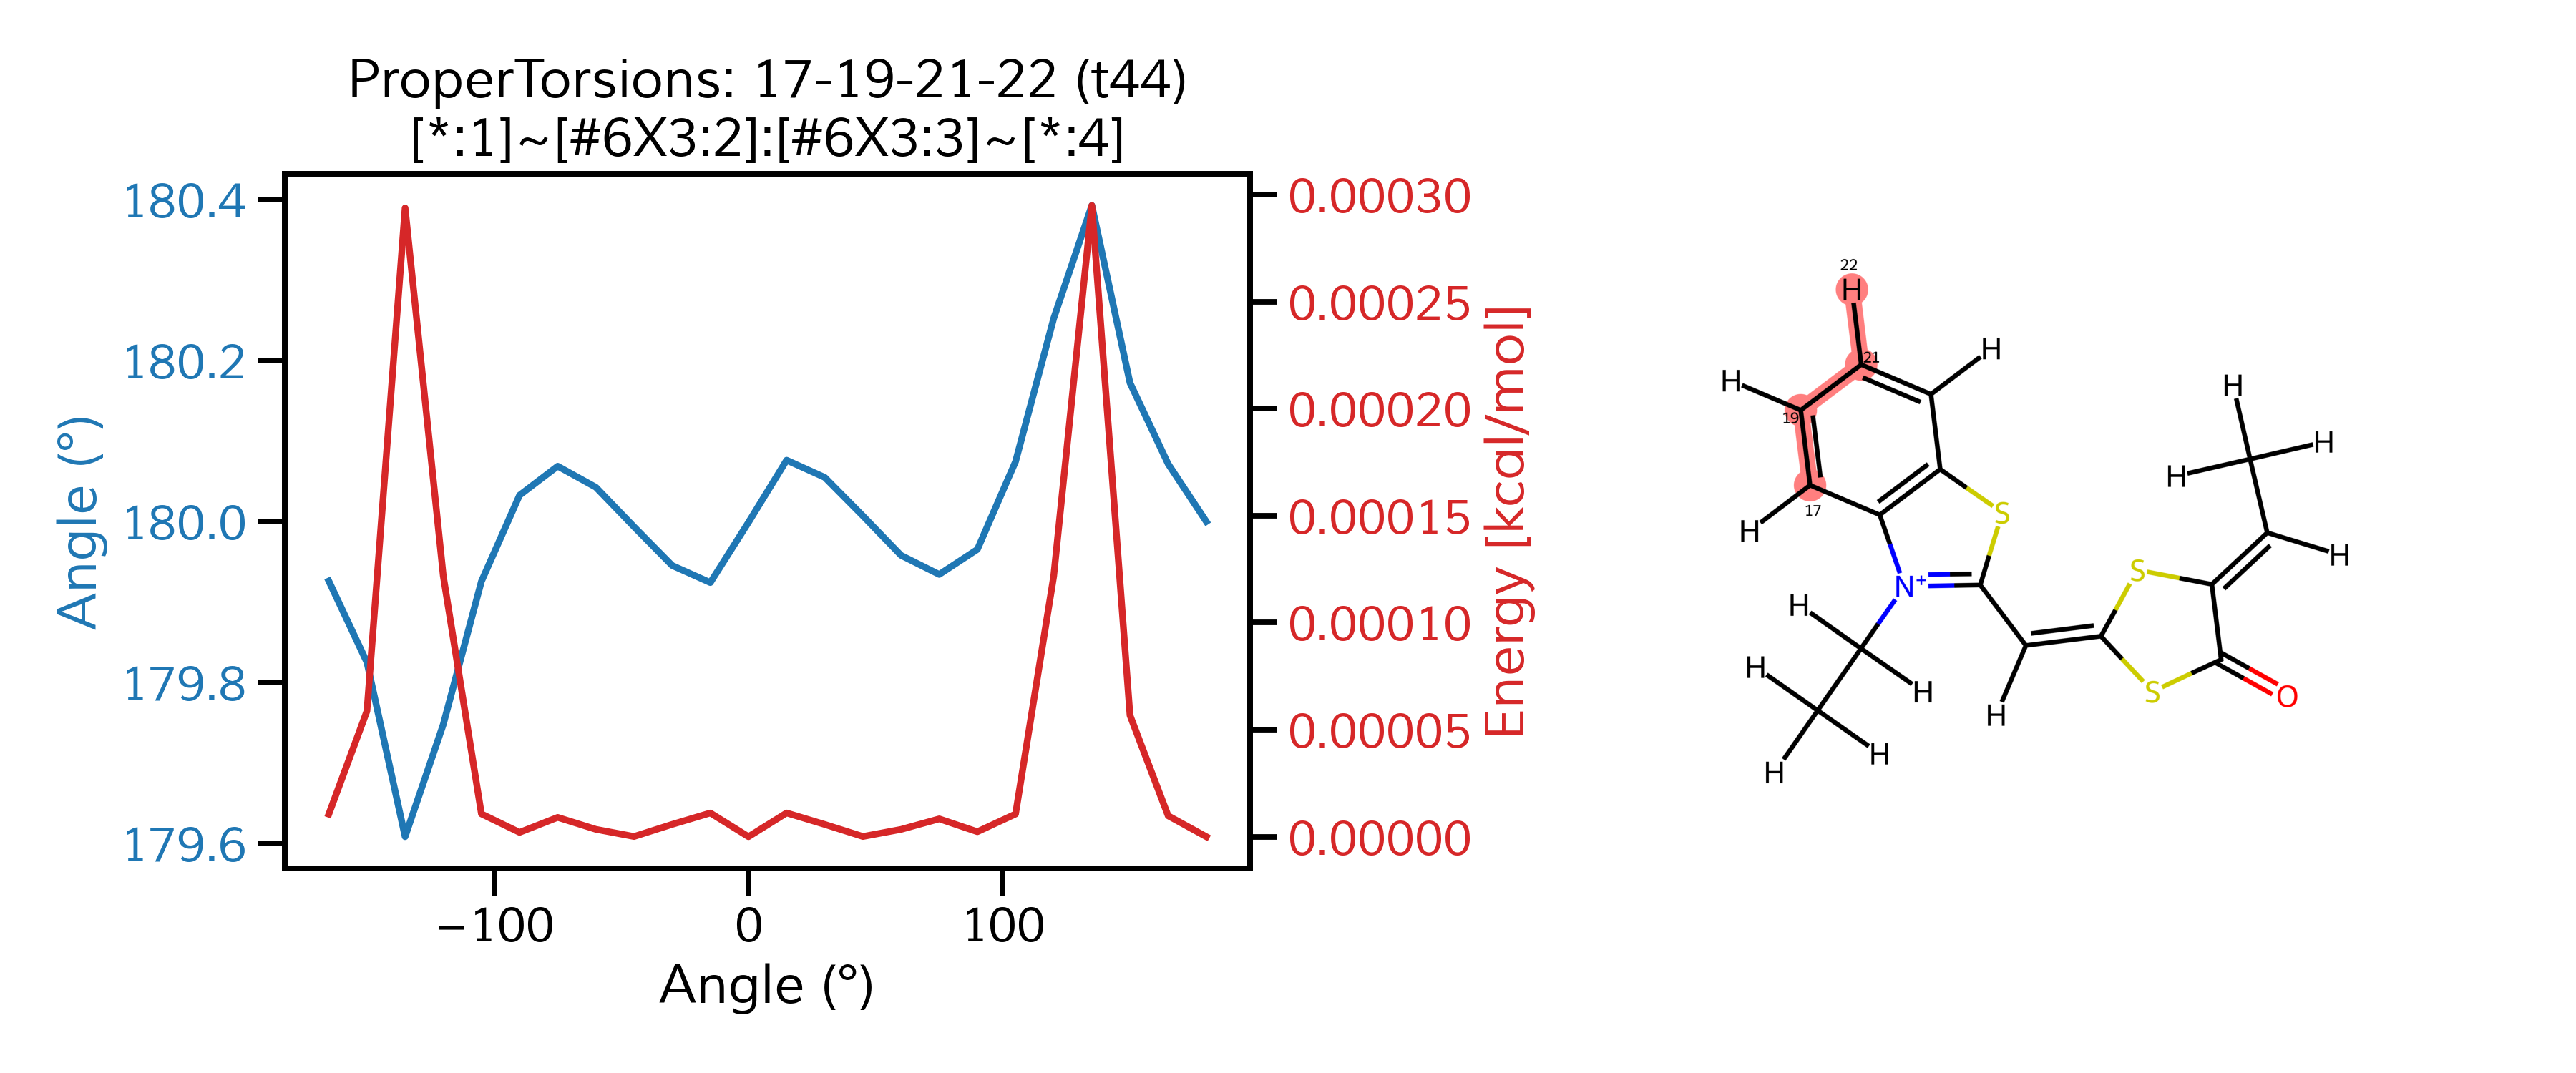 ProperTorsions: 17-19-21-22 (t44)
[*:1]~[#6X3:2]:[#6X3:3]~[*:4]
180.4
180.2
180.0
179.8
179.6
Angle (°)
0.00030
0.00025
0.00020
0.00015
0.00010
0.00005
0.00000
Energy [kcal/mol]
−100
0
100
Angle (°)
22
H
21
H
H
19
17
H
S
N+
H
H
H
H
H
H
S
S
O
H
H
H
H